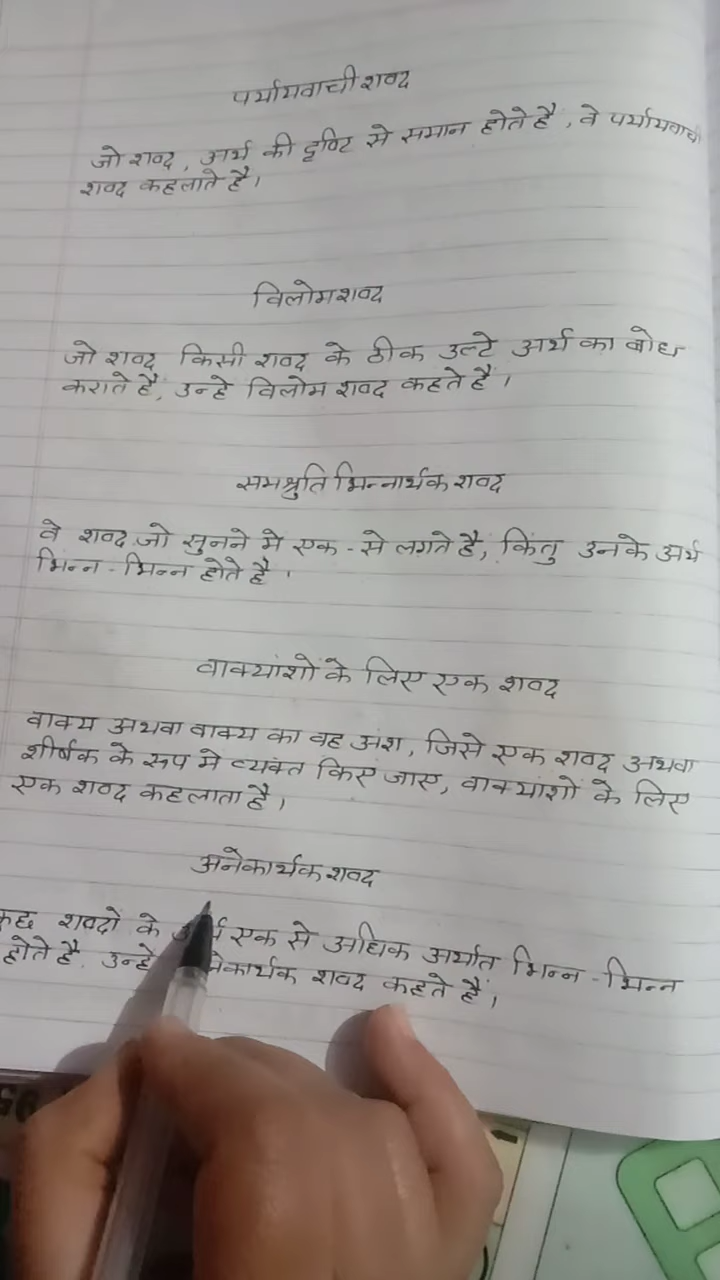 पर्यायवाची शब्द
जो शब्द, अर्थ की दृष्टि से समान होते है, वे पर्यायवाची
शब्द कहलाते है।
विलोम शब्द
जो शब्द किसी शब्द के ठीक उल्टे अर्थ का बोध
कराते है, उन्हे विलोम शब्द कहते है।
समश्रुति भिन्नार्थक शब्द
वे शब्द जो सुनने मे एक-से लगते है, किंतु उनके अर्थ
भिन्न-भिन्न होते है।
वाक्यांशो के लिए एक शब्द
वाक्य अथवा वाक्य का वह अंश, जिसे एक शब्द अथवा
शीर्षक के रूप मे व्यक्त किए जाए, वाक्यांशो के लिए
एक शब्द कहलाता है।
अनेकार्थक शब्द
कुछ शब्दों के एक से अधिक अर्थात भिन्न-भिन्न
होते है. उन्हे शब्द कहते हैं।